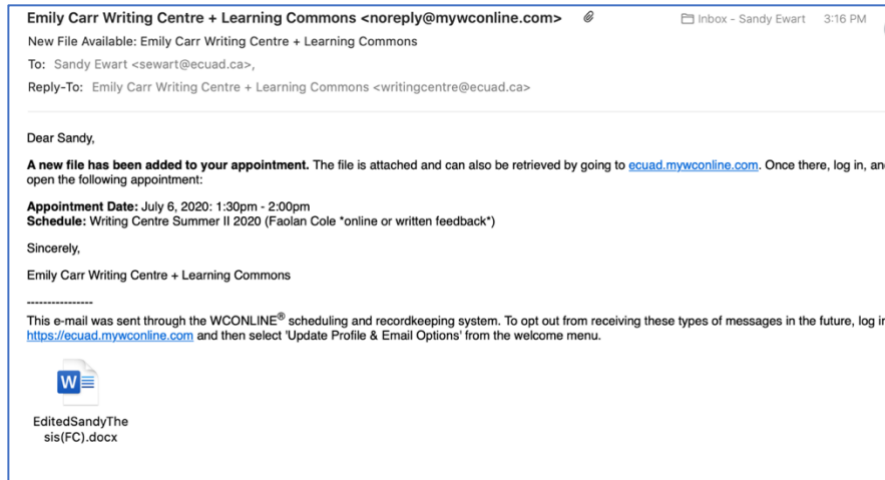 Emily Carr Writing Centre + Learning Commons <noreply@mywconline.com> Inbox - Sandy Ewart 3:16 PM
New File Available: Emily Carr Writing Centre + Learning Commons
To: Sandy Ewart <sewart@ecuad.ca>,
Reply-To: Emily Carr Writing Centre + Learning Commons <writingcentre@ecuad.ca>
Dear Sandy,
A new file has been added to your appointment. The file is attached and can also be retrieved by going to ecuad.mywconline.com. Once there, log in, an
open the following appointment:
Appointment Date: July 6, 2020: 1:30pm - 2:00pm
Schedule: Writing Centre Summer II 2020 (Faolan Cole *online or written feedback*)
Sincerely,
Emily Carr Writing Centre + Learning Commons
----------------
This e-mail was sent through the WCONLINE® scheduling and recordkeeping system. To opt out from receiving these types of messages in the future, log in
https://ecuad.mywconline.com and then select 'Update Profile & Email Options' from the welcome menu.
W
EditedSandyThe
sis(FC).docx